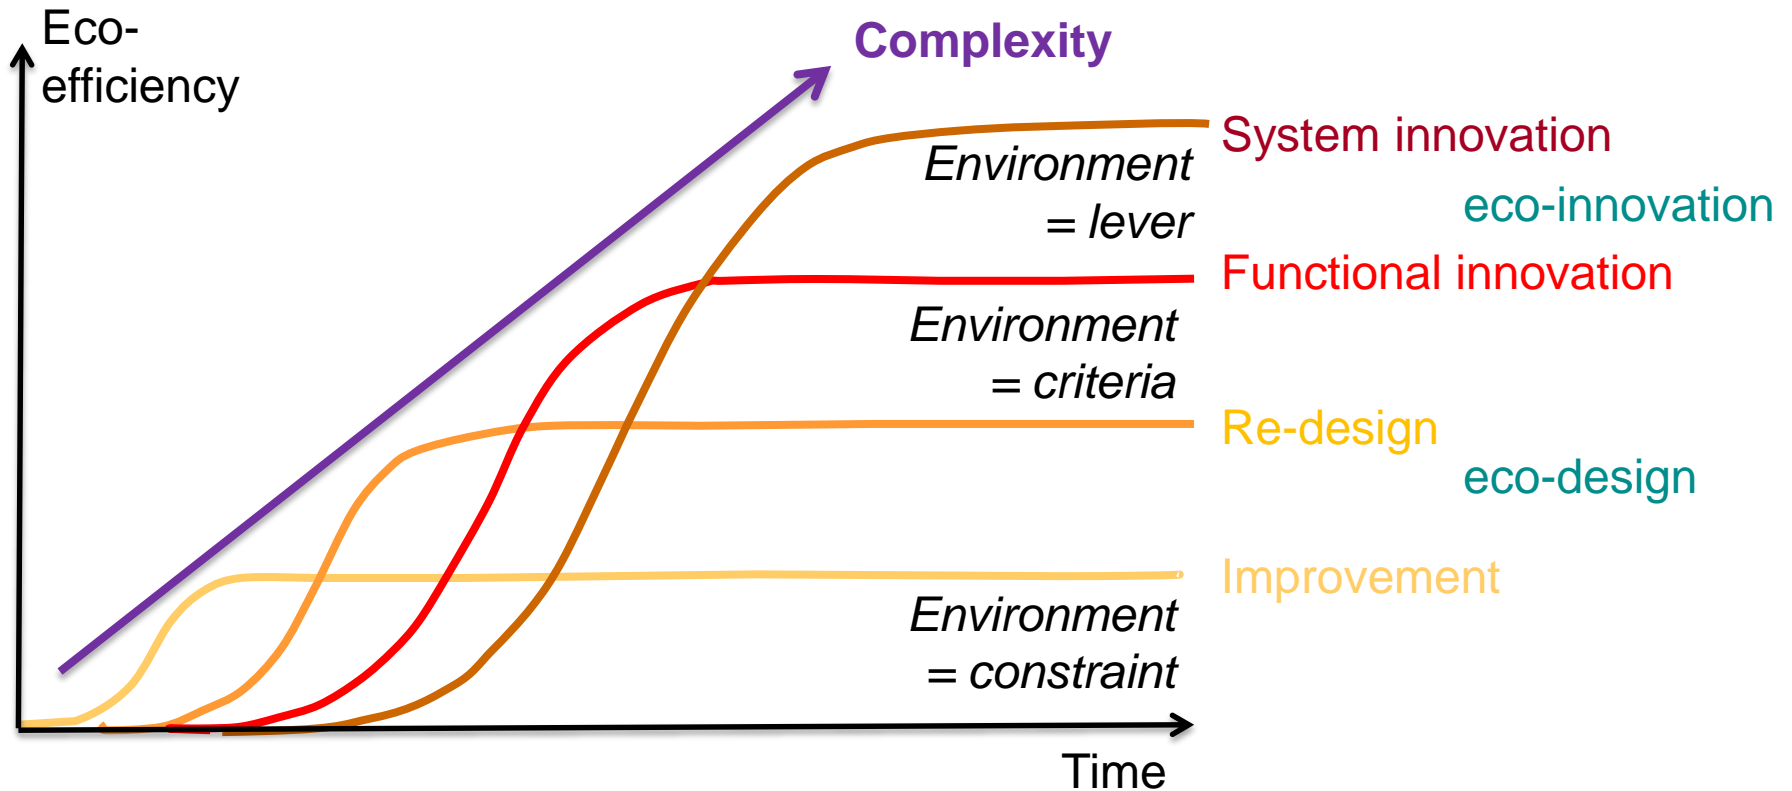 Eco-
efficiency
Complexity
System innovation
Environment
= lever
eco-innovation
Functional innovation
Environment
= criteria
Re-design
eco-design
Improvement
Environment
= constraint
Time